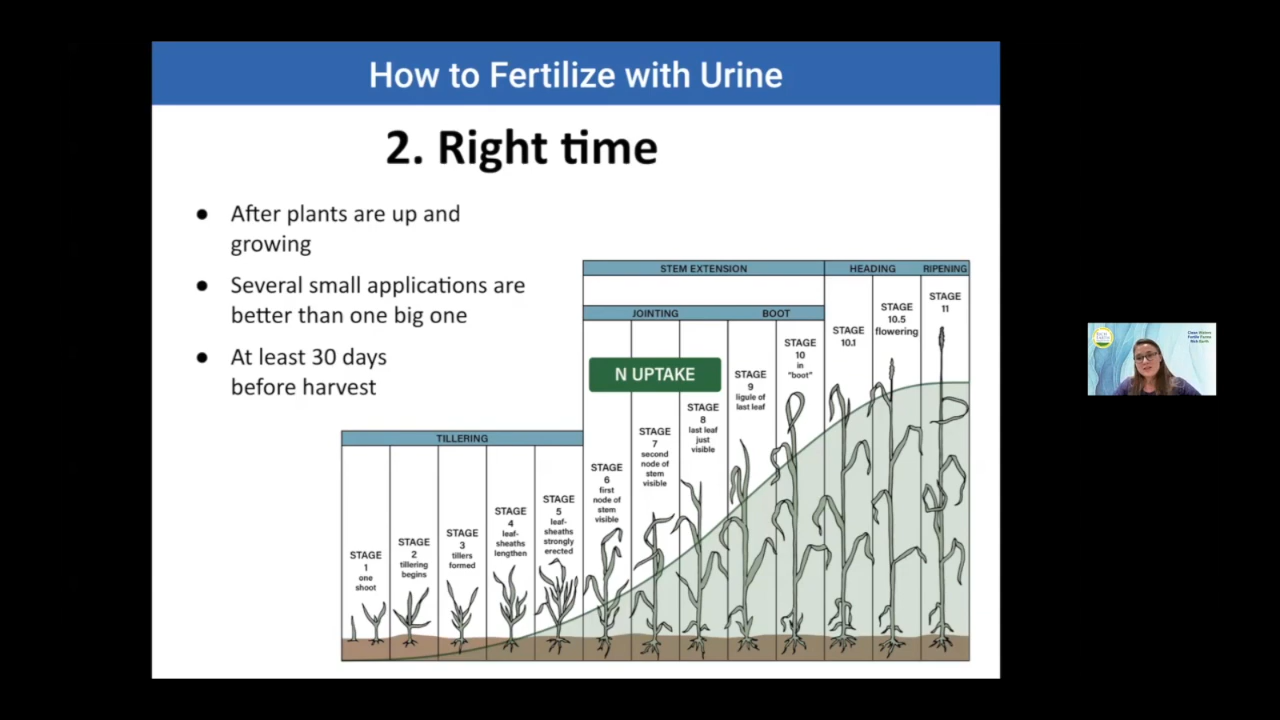 How to Fertilize with Urine
2. Right time
● After plants are up and
growing
● Several small applications are
better than one big one
● At least 30 days
before harvest
STEM EXTENSION
HEADING
RIPENING
JOINTING
BOOT
TILLERING
N UPTAKE
STAGE
1
one
shoot
STAGE
2
tillering
begins
STAGE
3
tillers
formed
STAGE
4
leaf-
sheaths
lengthen
STAGE
5
leaf-
sheaths
strongly
erected
STAGE
6
first
node of
stem
visible
STAGE
7
second
node of
stem
visible
STAGE
8
last leaf
just
visible
STAGE
9
ligule of
last leaf
STAGE
10
in
"boot"
STAGE
10.1
STAGE
10.5
flowering
STAGE
11